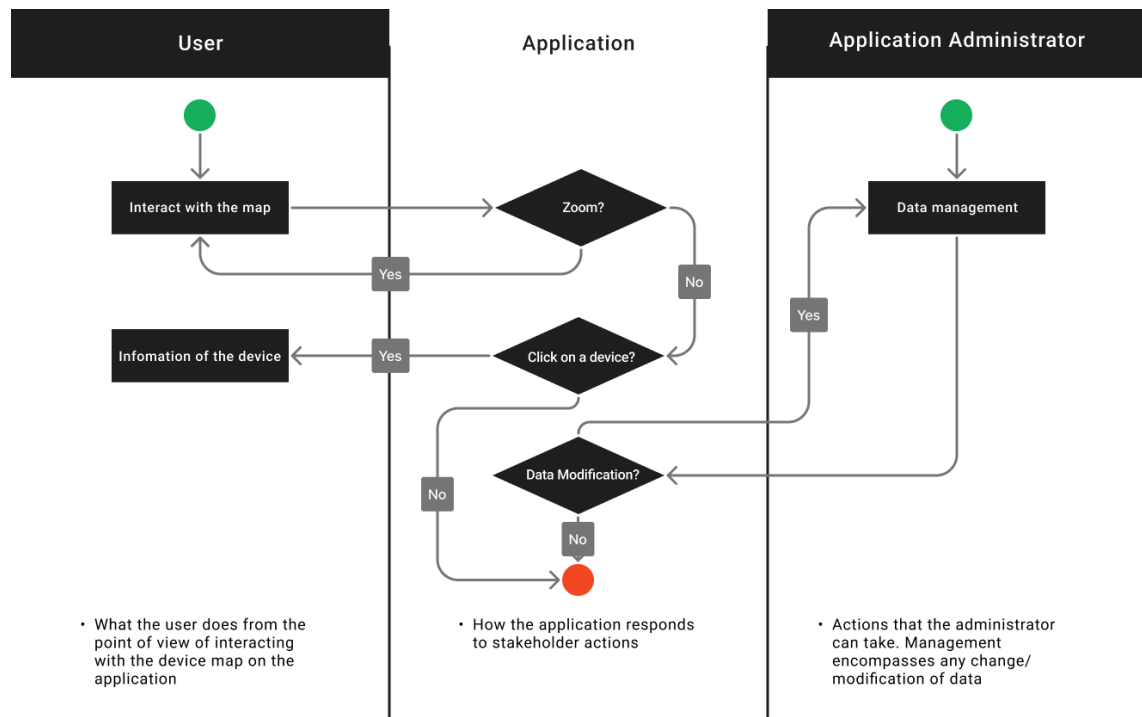 User
Application
Application Administrator
Interact with the map
Zoom?
Data management
Yes
No
Yes
Infomation of the device
Yes
Click on a device?
Data Modification?
No
No
• What the user does from the
point of view of interacting
with the device map on the
application
• How the application responds
to stakeholder actions
• Actions that the administrator
can take. Management
encompasses any change/
modification of data